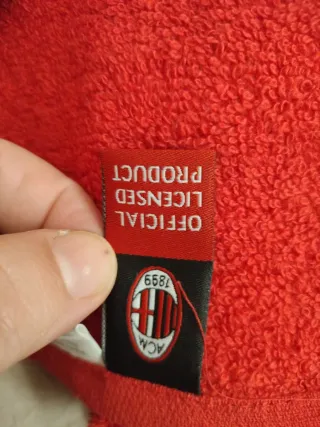 OFFICIAL
LICENSED
PRODUCT
ACM
1899